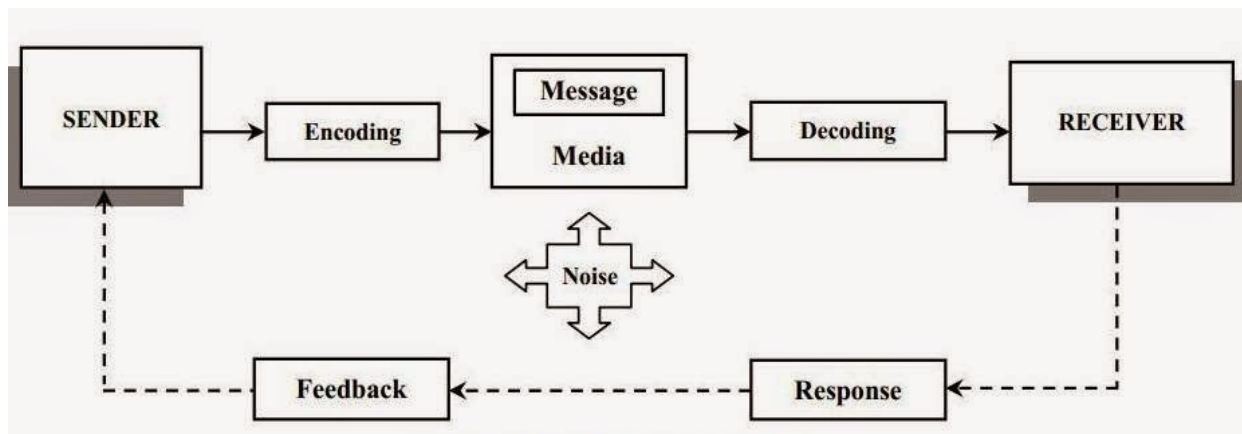 SENDER
Encoding
Message
Media
Decoding
RECEIVER
Noise
Feedback
Response